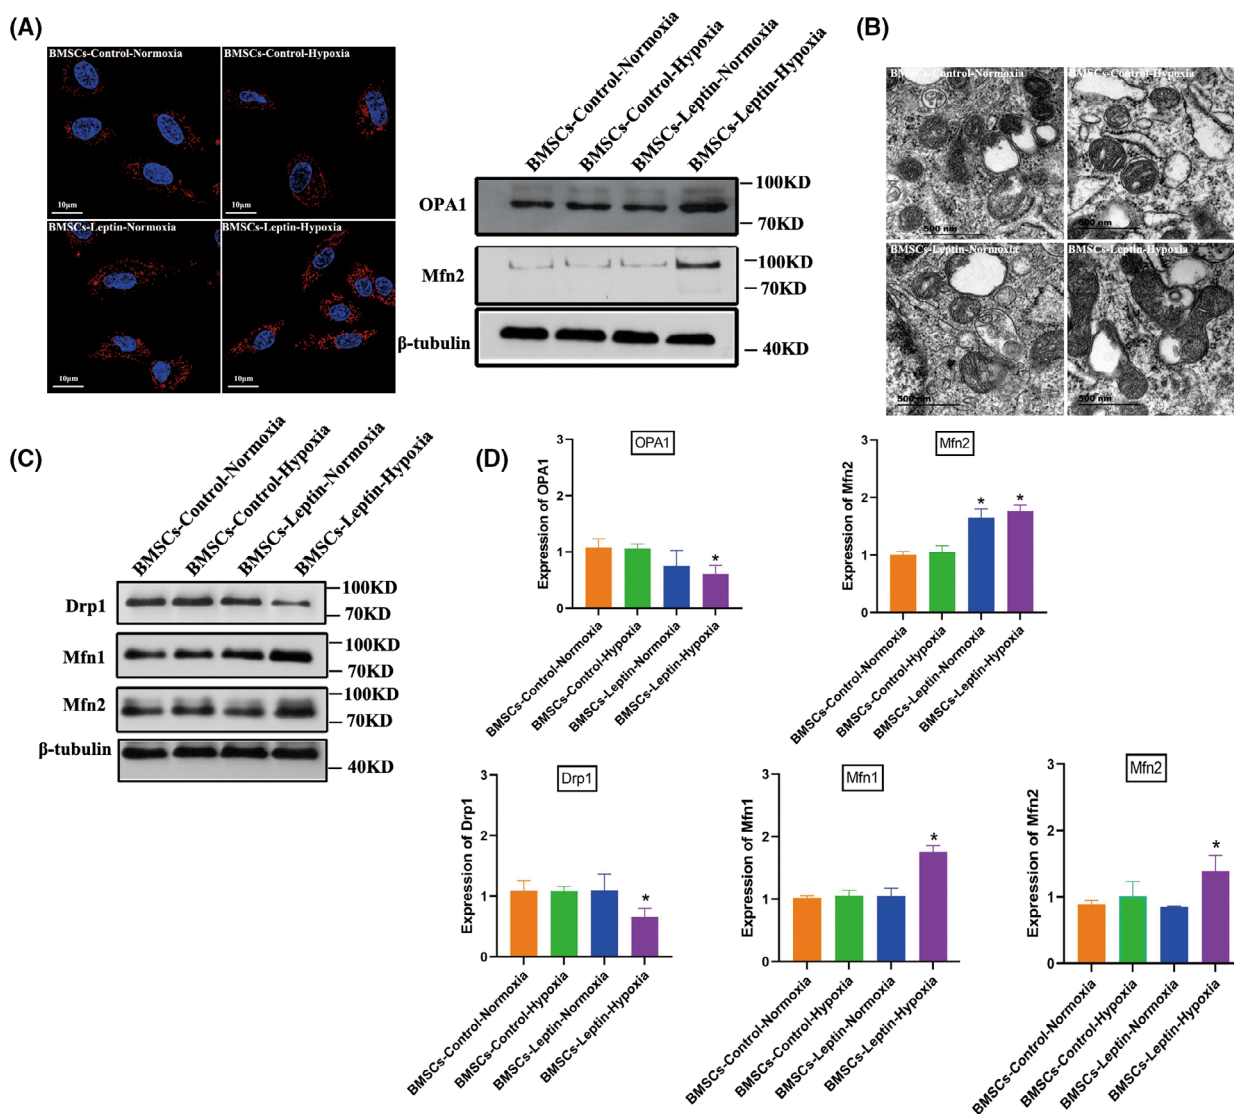 (A)
BMSCs-Control-Normoxia
BMSCs-Control-Hypoxia
10μm
10μm
BMSCs-Leptin-Normoxia
BMSCs-Leptin-Hypoxia
10μm
10μm
BMSCs-Control-Normoxia
BMSCs-Control-Hypoxia
BMSCs-Leptin-Normoxia
BMSCs-Leptin-Hypoxia
OPA1
100KD
70KD
Mfn2
100KD
70KD
β-tubulin
40KD
(B)
BMSCs-Control-Normoxia
BMSCs-Control-Hypoxia
500 nm
500 nm
BMSCs-Leptin-Normoxia
BMSCs-Leptin-Hypoxia
500 nm
500 nm
(C)
BMSCs-Control-Normoxia
BMSCs-Control-Hypoxia
BMSCs-Leptin-Normoxia
BMSCs-Leptin-Hypoxia
Drp1
100KD
70KD
Mfn1
100KD
70KD
Mfn2
100KD
70KD
β-tubulin
40KD
(D)
OPA1
Expression of OPA1
3
2
1
0
*
BMSCs-Control-Normoxia
BMSCs-Control-Hypoxia
BMSCs-Leptin-Normoxia
BMSCs-Leptin-Hypoxia
Mfn2
Expression of Mfn2
3
2
1
0
*
*
BMSCs-Control-Normoxia
BMSCs-Control-Hypoxia
BMSCs-Leptin-Normoxia
BMSCs-Leptin-Hypoxia
Drp1
Expression of Drp1
3
2
1
0
*
BMSCs-Control-Normoxia
BMSCs-Control-Hypoxia
BMSCs-Leptin-Normoxia
BMSCs-Leptin-Hypoxia
Mfn1
Expression of Mfn1
3
2
1
0
*
BMSCs-Control-Normoxia
BMSCs-Control-Hypoxia
BMSCs-Leptin-Normoxia
BMSCs-Leptin-Hypoxia
Mfn2
Expression of Mfn2
3
2
1
0
*
BMSCs-Control-Normoxia
BMSCs-Control-Hypoxia
BMSCs-Leptin-Normoxia
BMSCs-Leptin-Hypoxia